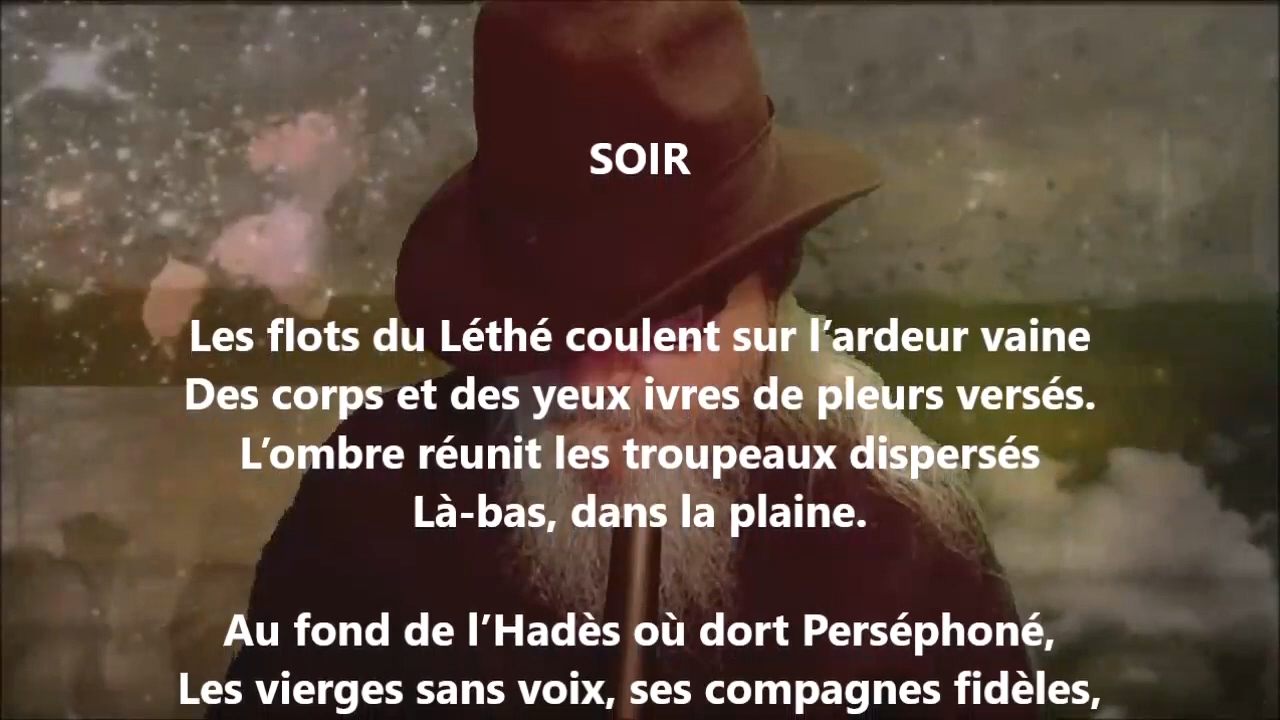 SOIR
Les flots du Léthé coulent sur l’ardeur vaine
Des corps et des yeux ivres de pleurs versés.
L’ombre réunit les troupeaux dispersés
Là-bas, dans la plaine.
Au fond de l’Hadès où dort Perséphoné,
Les vierges sans voix, ses compagnes fidèles,